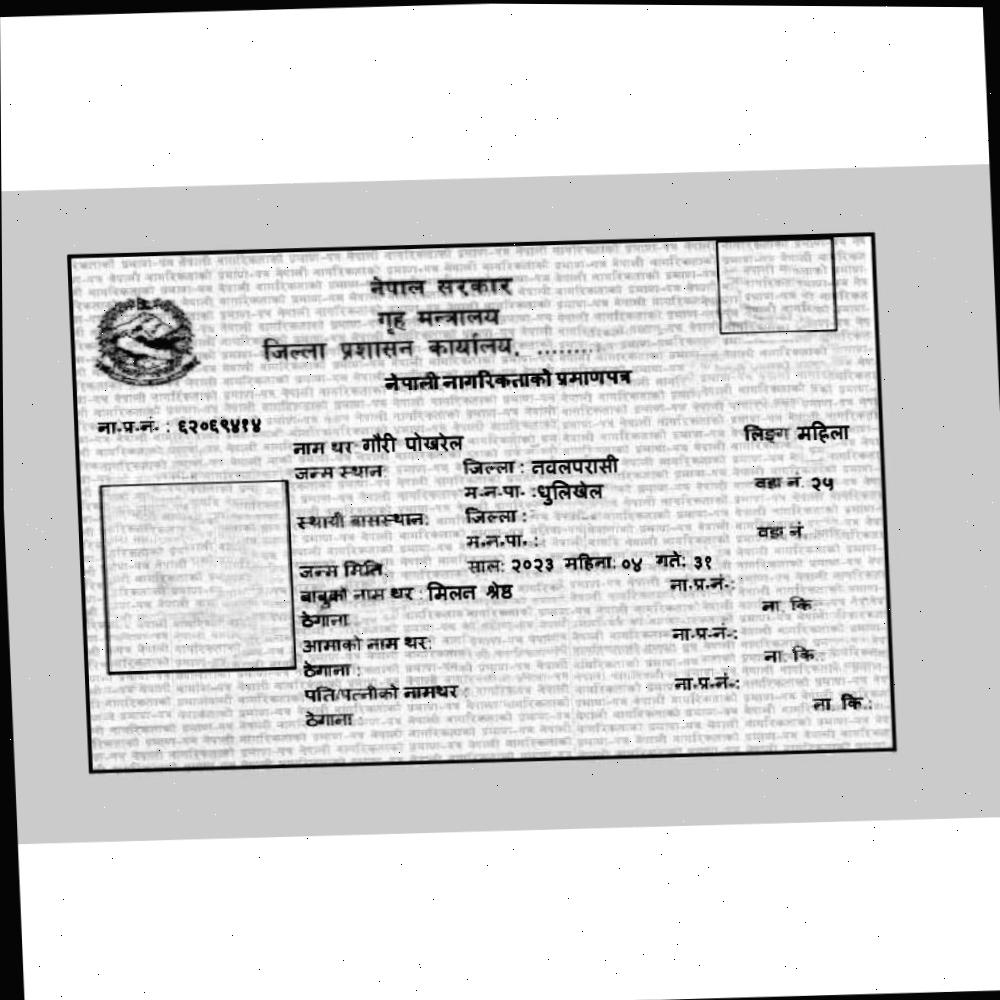 नेपाल सरकार
गृह मन्त्रालय
जिल्ला प्रशासन कार्यालय, ........
नेपाली नागरिकताको प्रमाणपत्र
ना.प्र.नं. : ६२०६९४१४
नाम थर गौरी पोखरेल लिङ्ग महिला
जन्म स्थान जिल्ला : नवलपरासी
म.न.पा. :धुलिखेल वडा नं. २५
स्थायी बासस्थान: जिल्ला :
म.न.पा. : वडा नं.
जन्म मिति. साल: २०२३ महिना: ०४ गते: ३१
बाबुको नाम थर : मिलन श्रेष्ठ ना.प्र.नं.:
ठेगाना : ना. कि.
आमाको नाम थर: ना.प्र.नं.:
ठेगाना : ना. कि.:
पति/पत्नीको नामथर : ना.प्र.नं.:
ठेगाना : ना. कि.: